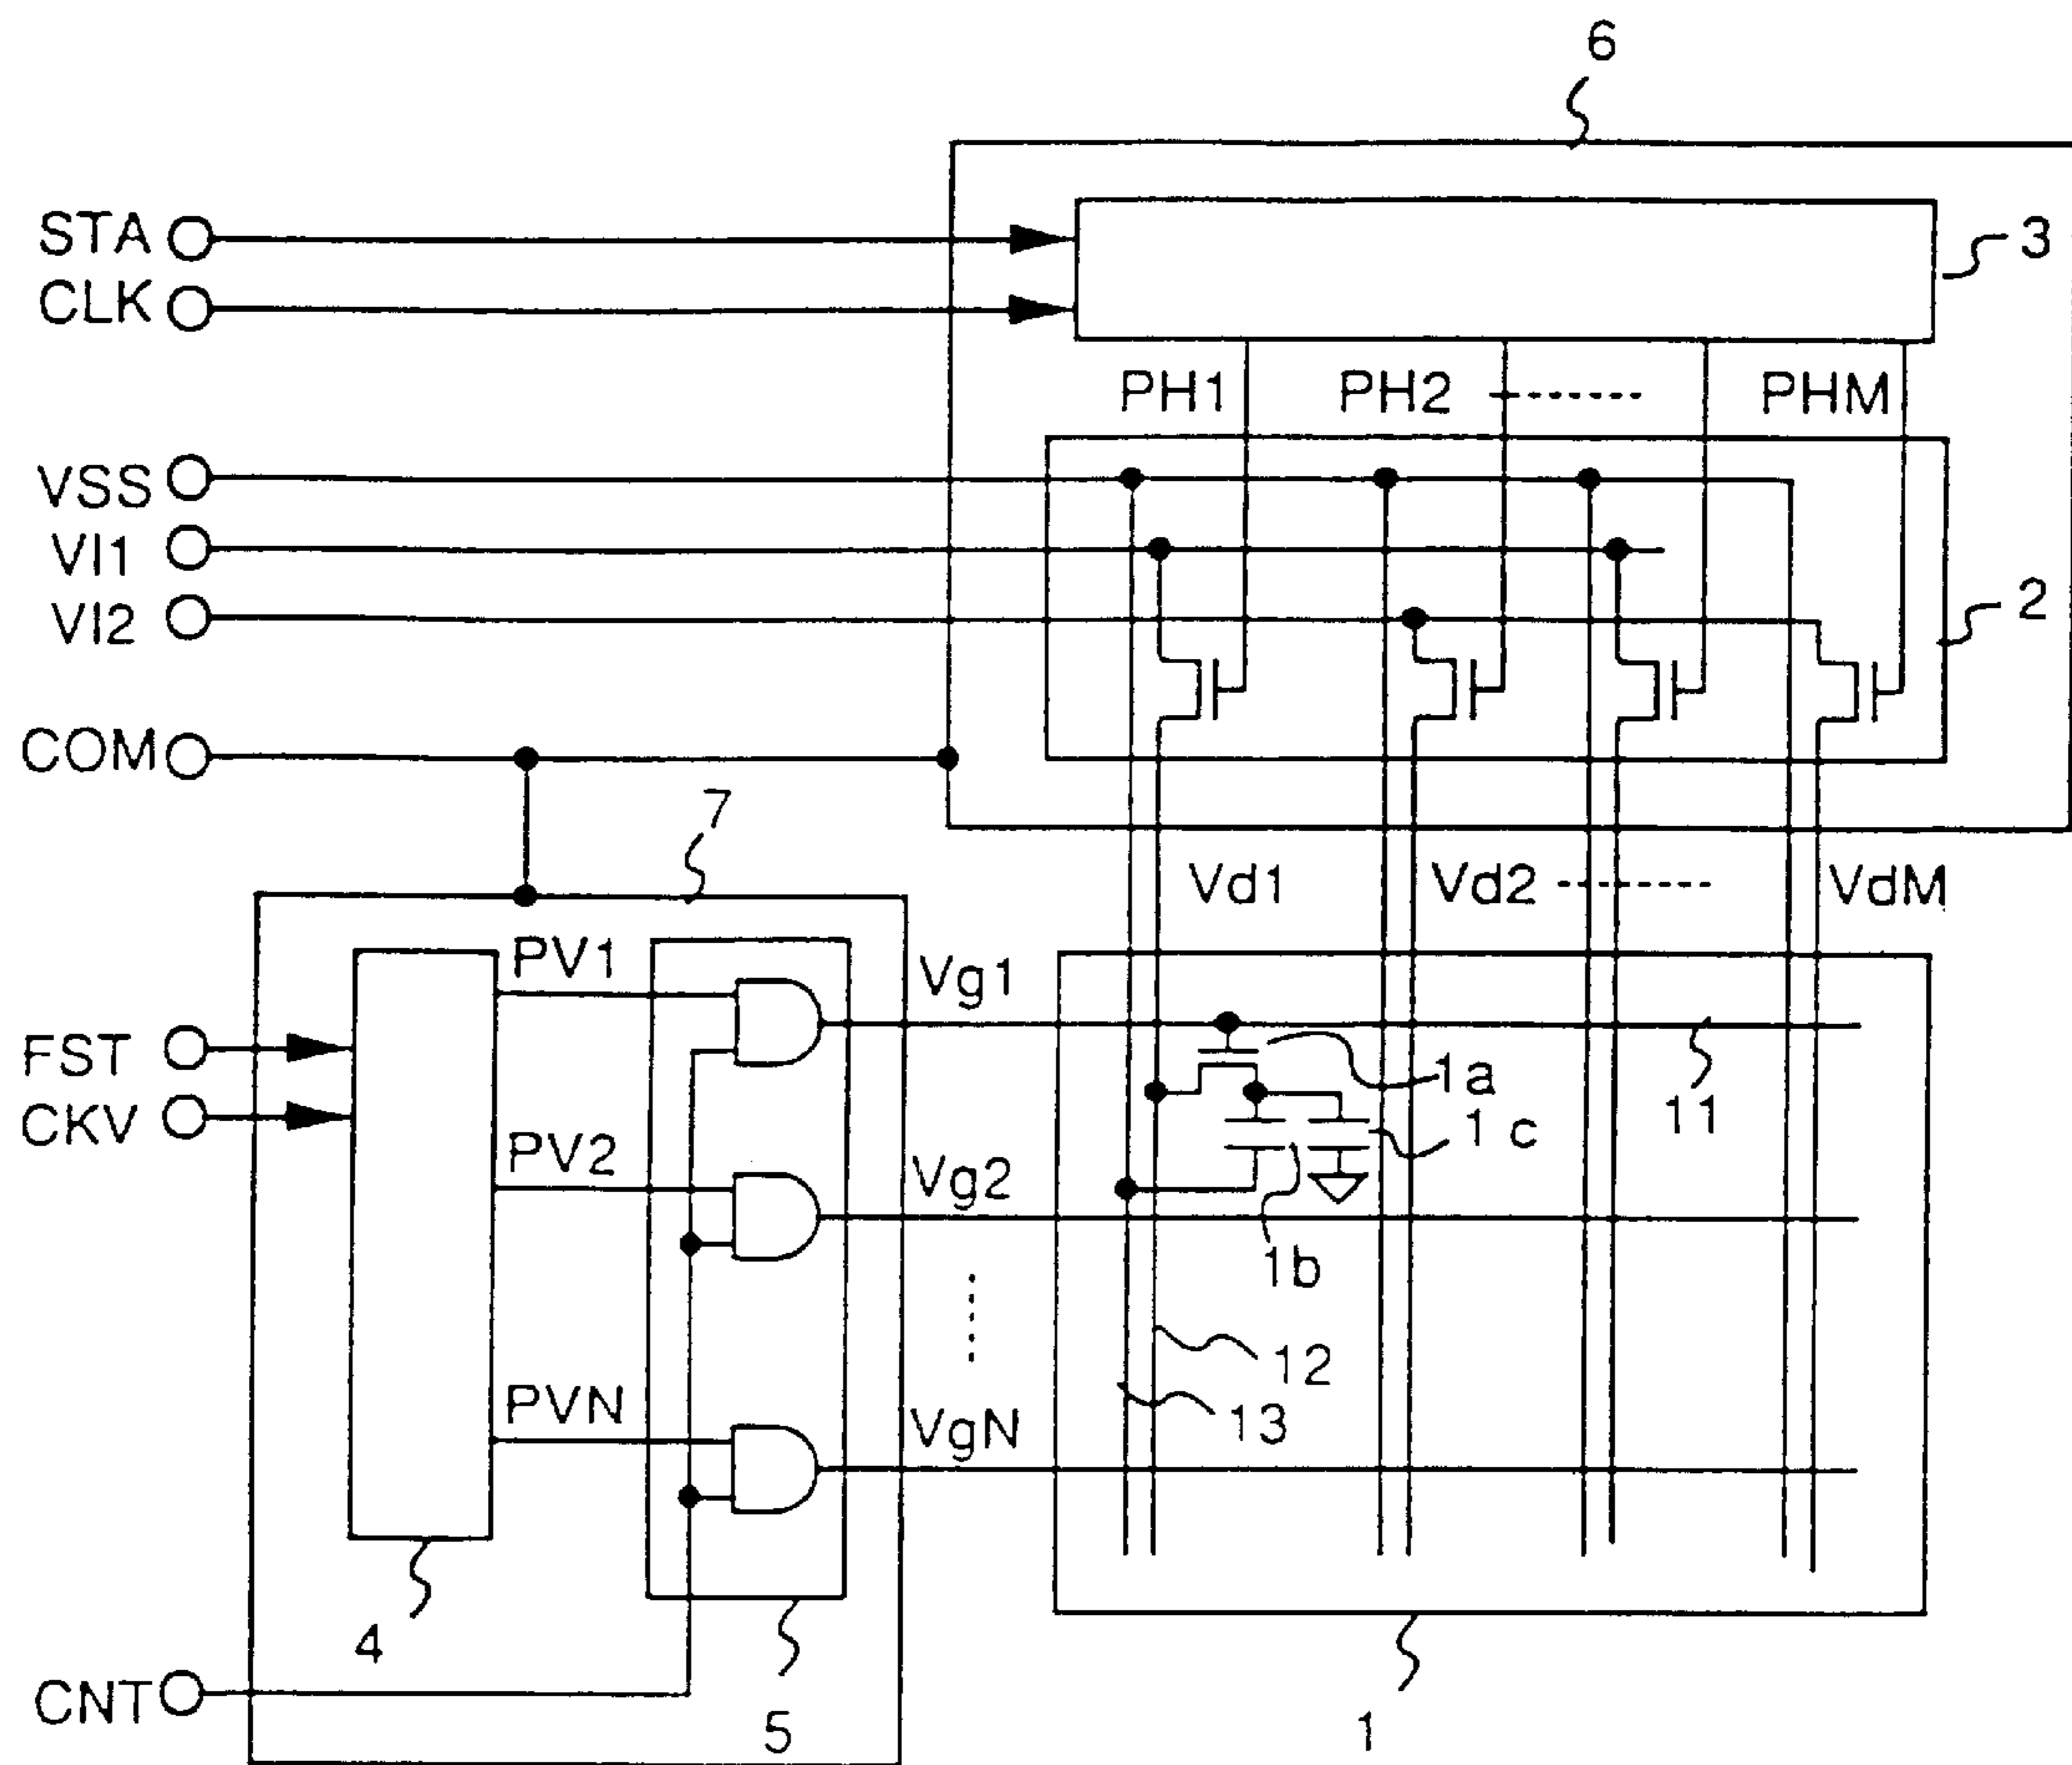 6
STA
3
CLK
PH1
PH2
PHM
VSS
VI1
2
VI2
COM
7
Vd1
Vd2
VdM
PV1
Vg1
FST
1a
11
CKV
1c
PV2
Vg2
1b
12
PVN
13
VgN
4
CNT
5
1